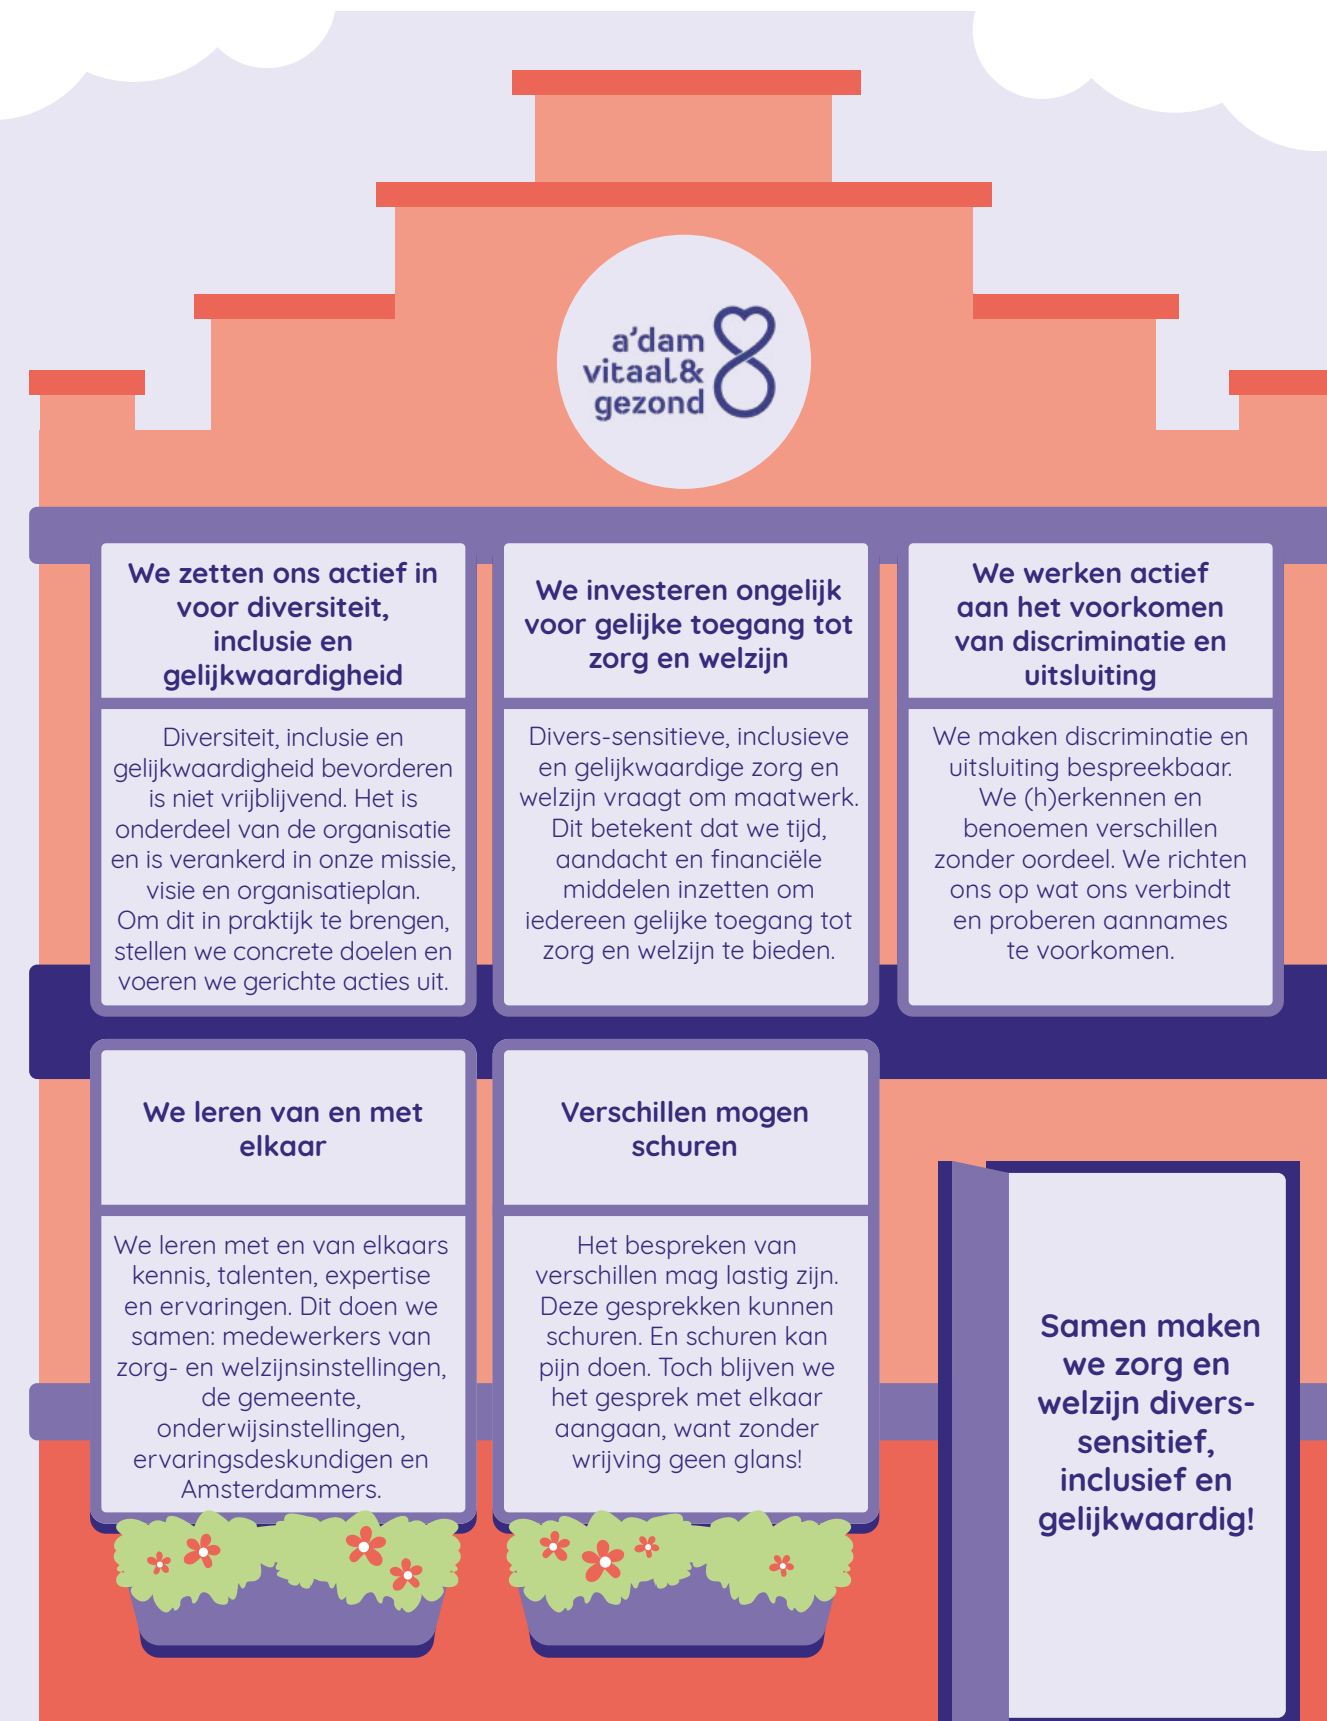 a'dam
vitaal&
gezond
We zetten ons actief in
voor diversiteit,
inclusie en
gelijkwaardigheid
Diversiteit, inclusie en
gelijkwaardigheid bevorderen
is niet vrijblijvend. Het is
onderdeel van de organisatie
en is verankerd in onze missie,
visie en organisatieplan.
Om dit in praktijk te brengen,
stellen we concrete doelen en
voeren we gerichte acties uit.
We investeren ongelijk
voor gelijke toegang tot
zorg en welzijn
Divers-sensitieve, inclusieve
en gelijkwaardige zorg en
welzijn vraagt om maatwerk.
Dit betekent dat we tijd,
aandacht en financiële
middelen inzetten om
iedereen gelijke toegang tot
zorg en welzijn te bieden.
We werken actief
aan het voorkomen
van discriminatie en
uitsluiting
We maken discriminatie en
uitsluiting bespreekbaar.
We (h)erkennen en
benoemen verschillen
zonder oordeel. We richten
ons op wat ons verbindt
en proberen aannames
te voorkomen.
We leren van en met
elkaar
We leren met en van elkaars
kennis, talenten, expertise
en ervaringen. Dit doen we
samen: medewerkers van
zorg- en welzijnsinstellingen,
de gemeente,
onderwijsinstellingen,
ervaringsdeskundigen en
Amsterdammers.
Verschillen mogen
schuren
Het bespreken van
verschillen mag lastig zijn.
Deze gesprekken kunnen
schuren. En schuren kan
pijn doen. Toch blijven we
het gesprek met elkaar
aangaan, want zonder
wrijving geen glans!
Samen maken
we zorg en
welzijn divers-
sensitief,
inclusief en
gelijkwaardig!